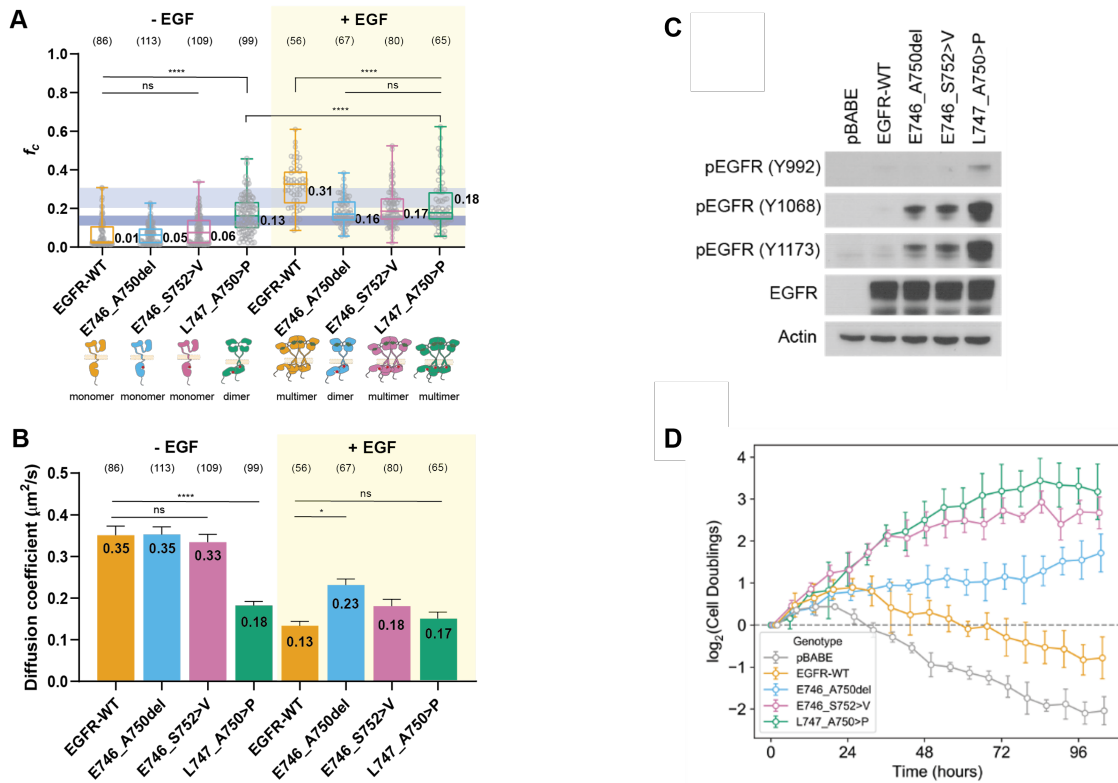 A
- EGF
+ EGF
(86) (113) (109) (99) (56) (67) (80) (65)
1.0
0.8
0.6
0.4
0.2
0.0
fc
****
ns
****
ns
****
0.01 0.05 0.06 0.13 0.31 0.16 0.17 0.18
EGFR-WT E746_A750del E746_S752>V L747_A750>P EGFR-WT E746_A750del E746_S752>V L747_A750>P
monomer monomer monomer dimer multimer dimer multimer multimer
B
- EGF
+ EGF
(86) (113) (109) (99) (56) (67) (80) (65)
Diffusion coefficient (μm²/s)
0.5
0.4
0.3
0.2
0.1
0.0
****
ns
ns
*
0.35 0.35 0.33 0.18 0.13 0.23 0.18 0.17
EGFR-WT E746_A750del E746_S752>V L747_A750>P EGFR-WT E746_A750del E746_S752>V L747_A750>P
C
pBABE EGFR-WT E746_A750del E746_S752>V L747_A750>P
pEGFR (Y992)
pEGFR (Y1068)
pEGFR (Y1173)
EGFR
Actin
D
log2(Cell Doublings)
4
3
2
1
0
−1
−2
Genotype
pBABE
EGFR-WT
E746_A750del
E746_S752>V
L747_A750>P
0 24 48 72 96
Time (hours)